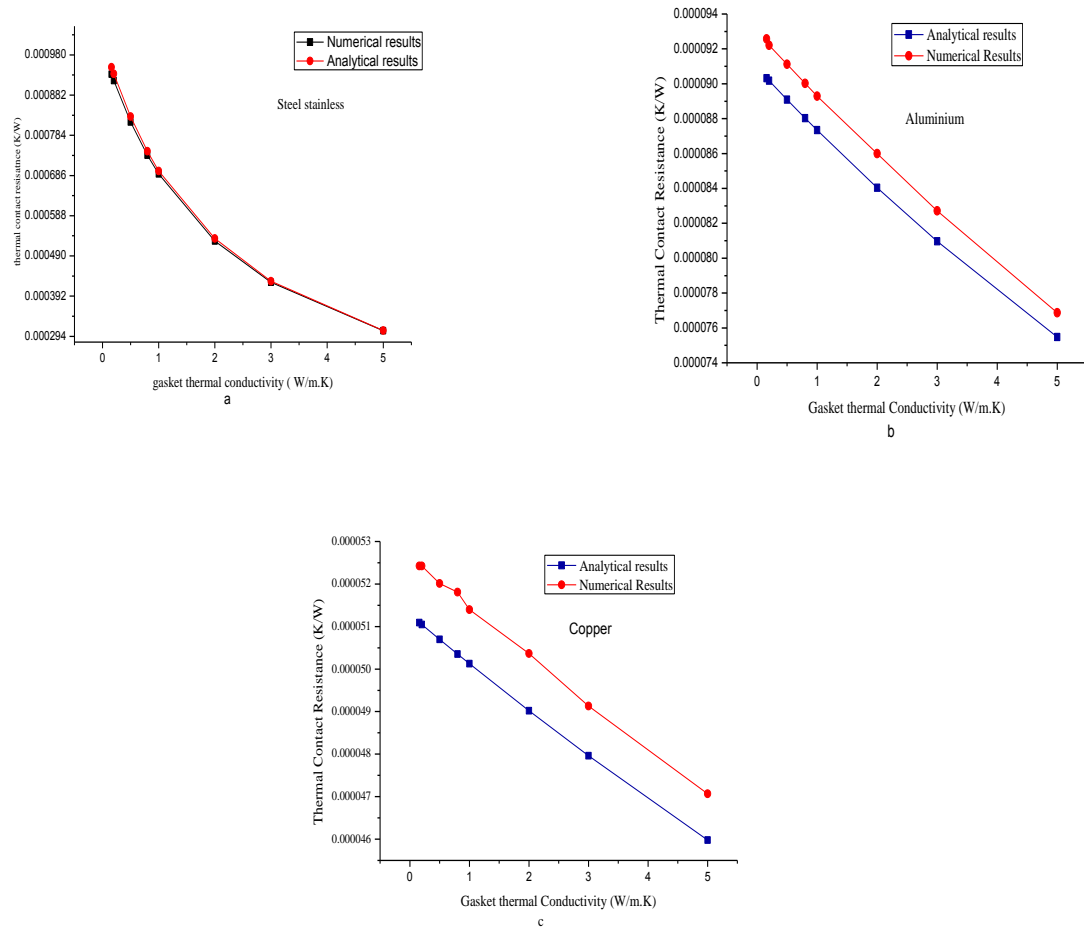 0.000980
0.000882
0.000784
0.000686
0.000588
0.000490
0.000392
0.000294
thermal contact resisatnce (K/W)
Numerical results
Analytical results
Steel stainless
0 1 2 3 4 5
gasket thermal conductivity ( W/m.K)
a
0.000094
0.000092
0.000090
0.000088
0.000086
0.000084
0.000082
0.000080
0.000078
0.000076
0.000074
Thermal Contact Resistance (K/W)
Analytical results
Numerical Results
Aluminium
0 1 2 3 4 5
Gasket thermal Conductivity (W/m.K)
b
0.000053
0.000052
0.000051
0.000050
0.000049
0.000048
0.000047
0.000046
Thermal Contact Resistance (K/W)
Analytical results
Numerical Results
Copper
0 1 2 3 4 5
Gasket thermal Conductivity (W/m.K)
c